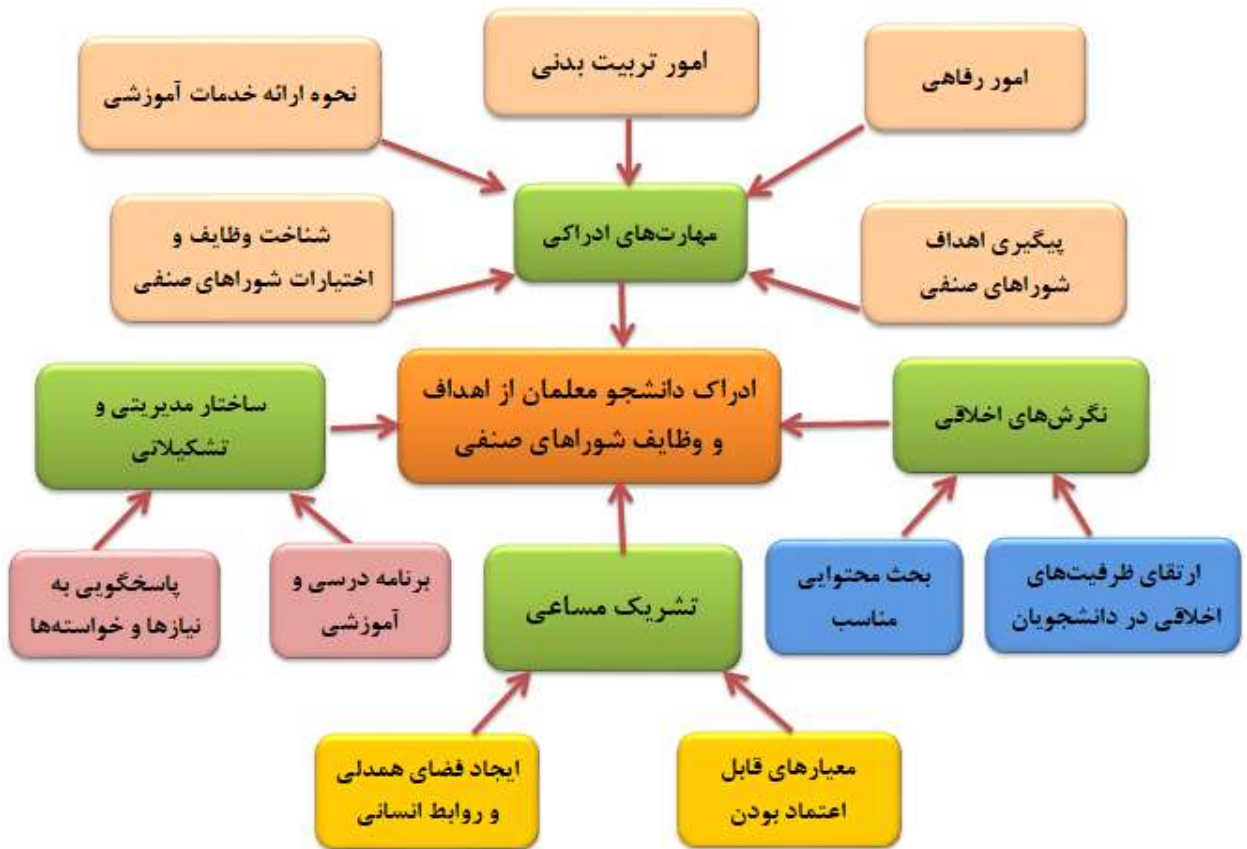 امور رفاهی
امور تربیت بدنی
نحوه ارائه خدمات آموزشی
مهارت‌های ادراکی
پیگیری اهداف
شوراهای صنفی
شناخت وظایف و
اختیارات شوراهای صنفی
نگرش‌های اخلاقی
ادراک دانشجو معلمان از اهداف
و وظایف شوراهای صنفی
ساختار مدیریتی و
تشکیلاتی
ارتقای ظرفیت‌های
اخلاقی در دانشجویان
بحث محتوایی
مناسب
تشریک مساعی
برنامه درسی و
آموزشی
پاسخگویی به
نیازها و خواسته‌ها
معیارهای قابل
اعتماد بودن
ایجاد فضای همدلی
و روابط انسانی